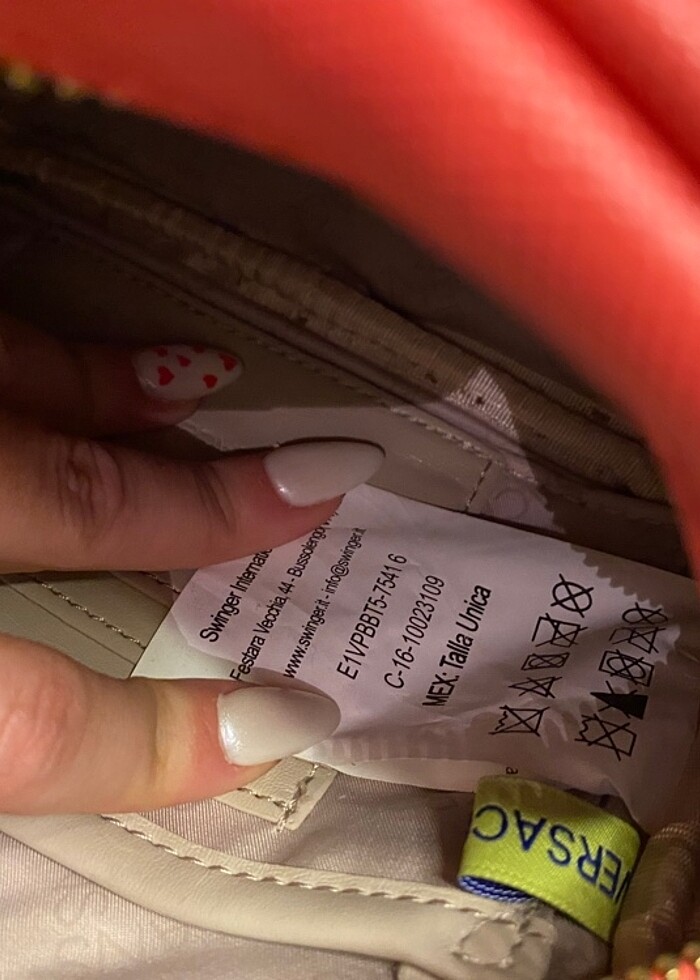 Swinger
Festara Vecchia, 44 - Bussolengo
www.swinger.it - info@swinger.it
E1VPBBT5-7541 6
C-16-10023109
MEX: Talla Unica
VERSAC